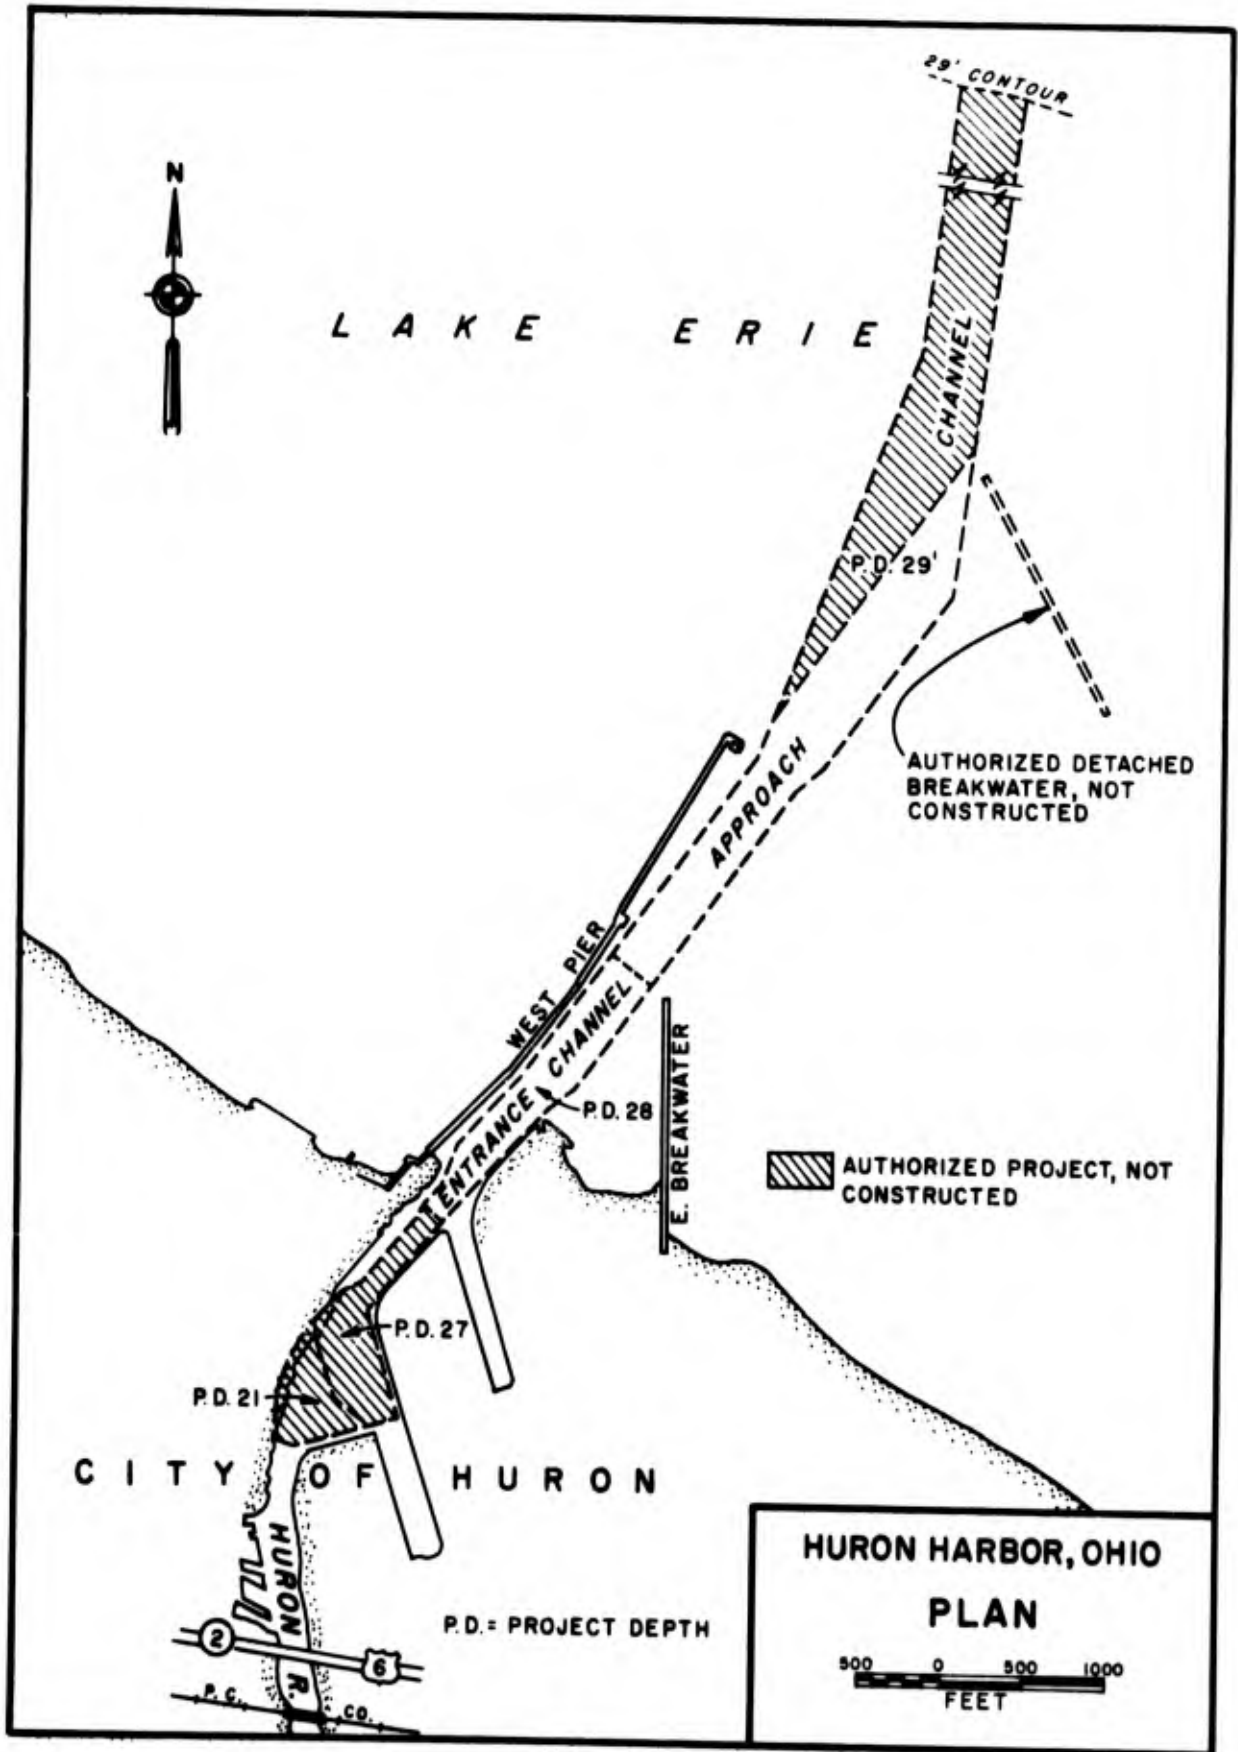 29' CONTOUR
N
LAKE ERIE
CHANNEL
P.D. 29'
AUTHORIZED DETACHED
BREAKWATER, NOT
CONSTRUCTED
APPROACH
WEST PIER
ENTRANCE CHANNEL
P.D. 28
E. BREAKWATER
AUTHORIZED PROJECT, NOT
CONSTRUCTED
P.D. 27
P.D. 21
CITY OF HURON
HURON R.
2
6
P.D.= PROJECT DEPTH
P. C. CO.
HURON HARBOR, OHIO
PLAN
500 0 500 1000
FEET